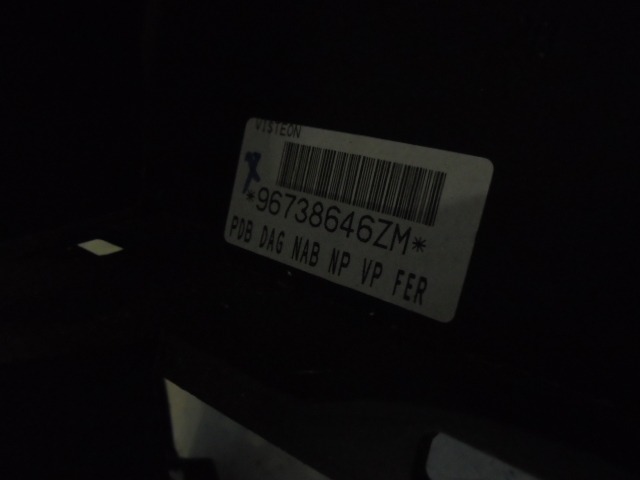 VISTEON
*96738646ZM*
PDB DAG NAB NP VP FER